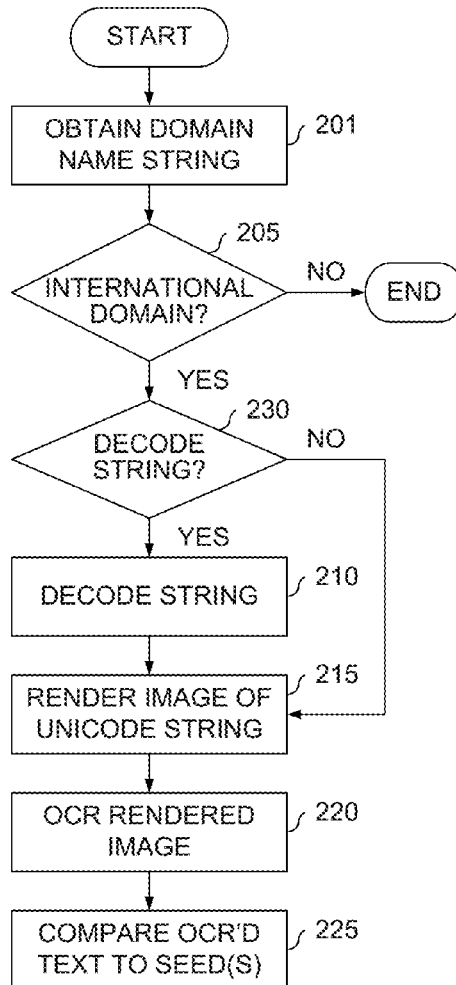 START
OBTAIN DOMAIN
NAME STRING
201
205
INTERNATIONAL
DOMAIN?
NO
END
YES
230
DECODE
STRING?
NO
YES
DECODE STRING
210
RENDER IMAGE OF
UNICODE STRING
215
OCR RENDERED
IMAGE
220
COMPARE OCR'D
TEXT TO SEED(S)
225